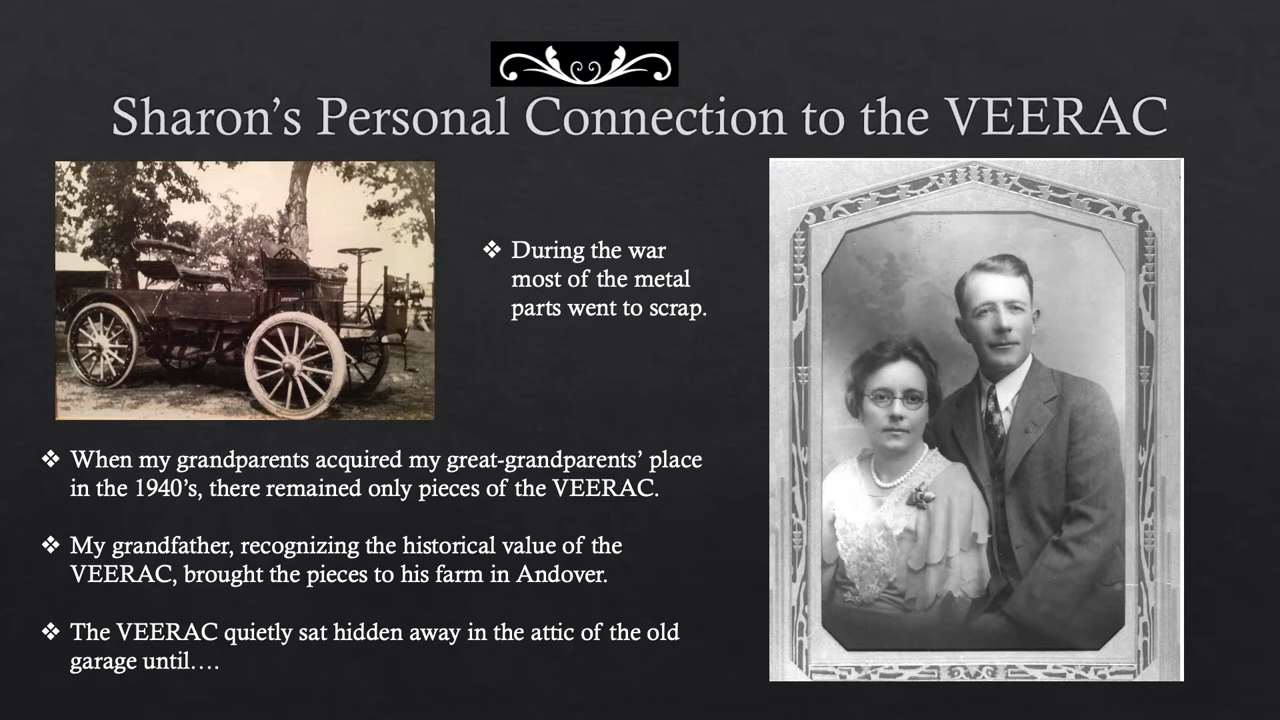 Sharon’s Personal Connection to the VEERAC
❖ During the war
most of the metal
parts went to scrap.
❖ When my grandparents acquired my great-grandparents’ place
in the 1940’s, there remained only pieces of the VEERAC.
❖ My grandfather, recognizing the historical value of the
VEERAC, brought the pieces to his farm in Andover.
❖ The VEERAC quietly sat hidden away in the attic of the old
garage until….